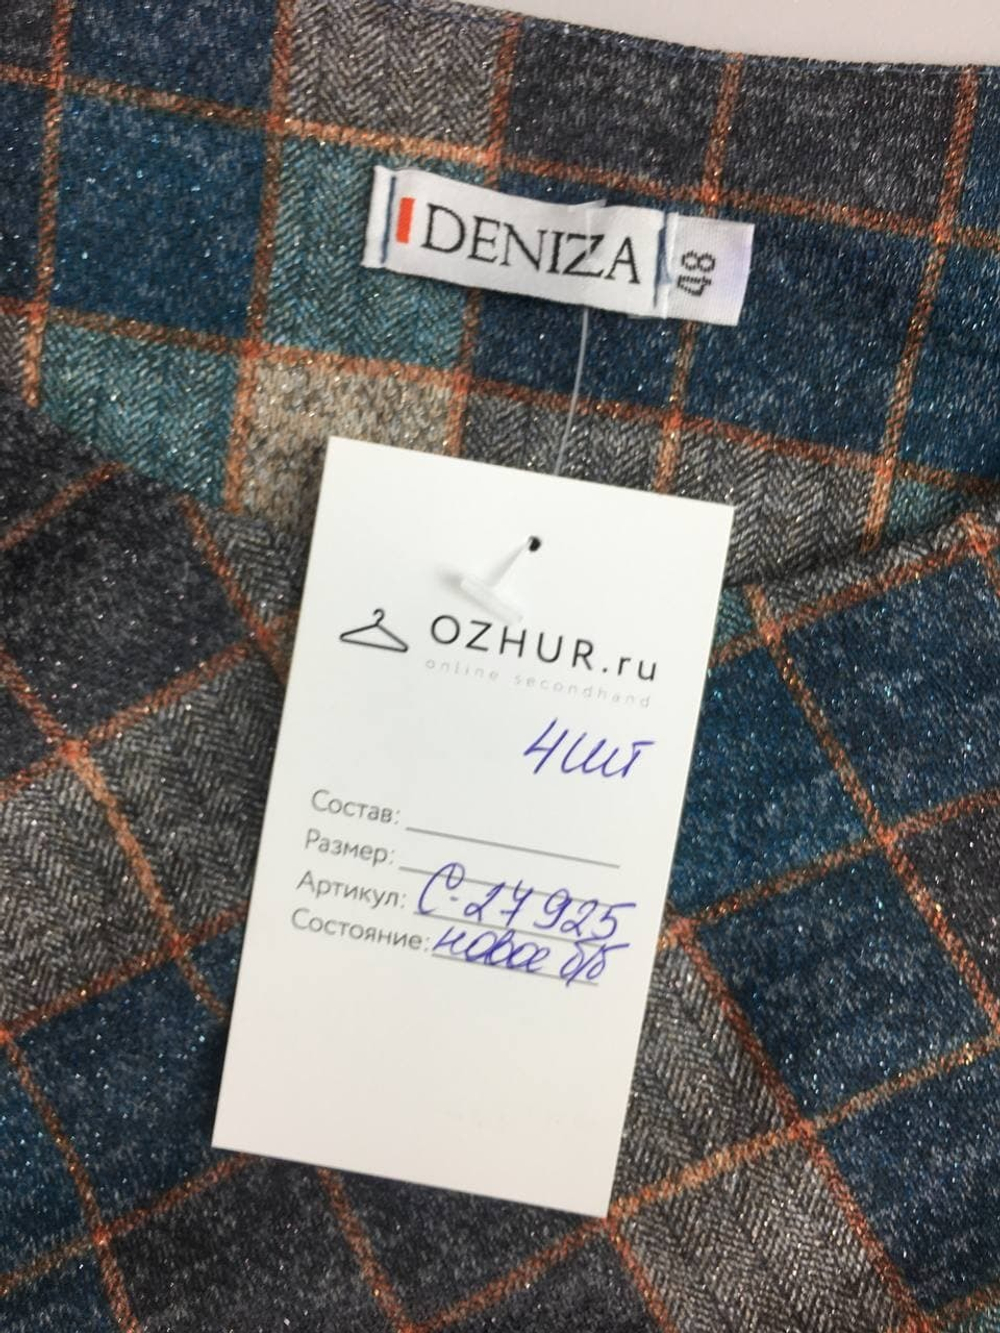 DENIZA
48
OZHUR.ru
online secondhand
4шт
Состав:
Размер:
Артикул: С-27925
Состояние: новое б/б